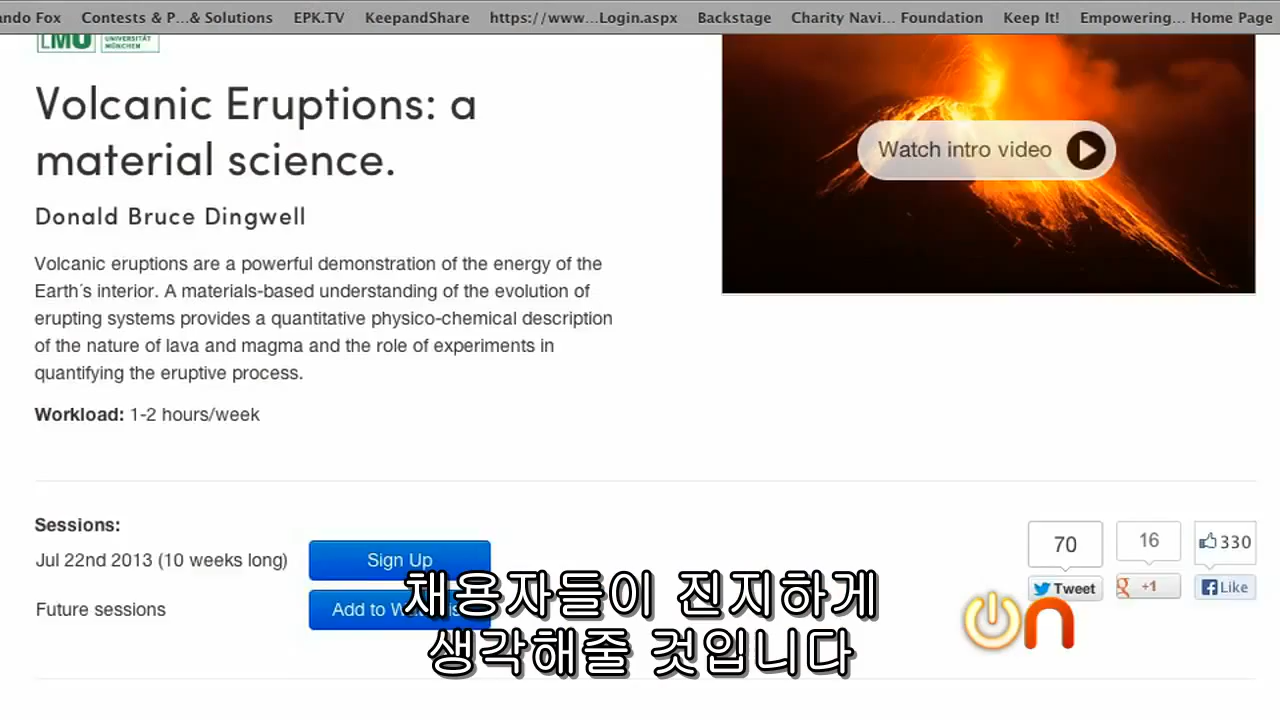 ando Fox Contests & P...& Solutions EPK.TV KeepandShare https://www...Login.aspx Backstage Charity Navi... Foundation Keep It! Empowering... Home Page
LMU UNIVERSITÄT MÜNCHEN
Volcanic Eruptions: a
material science.
Watch intro video
Donald Bruce Dingwell
Volcanic eruptions are a powerful demonstration of the energy of the
Earth´s interior. A materials-based understanding of the evolution of
erupting systems provides a quantitative physico-chemical description
of the nature of lava and magma and the role of experiments in
quantifying the eruptive process.
Workload: 1-2 hours/week
Sessions:
Jul 22nd 2013 (10 weeks long) Sign Up
Future sessions Add to
70 16 330
Tweet g +1 Like
on
채용자들이 진지하게
생각해줄 것입니다